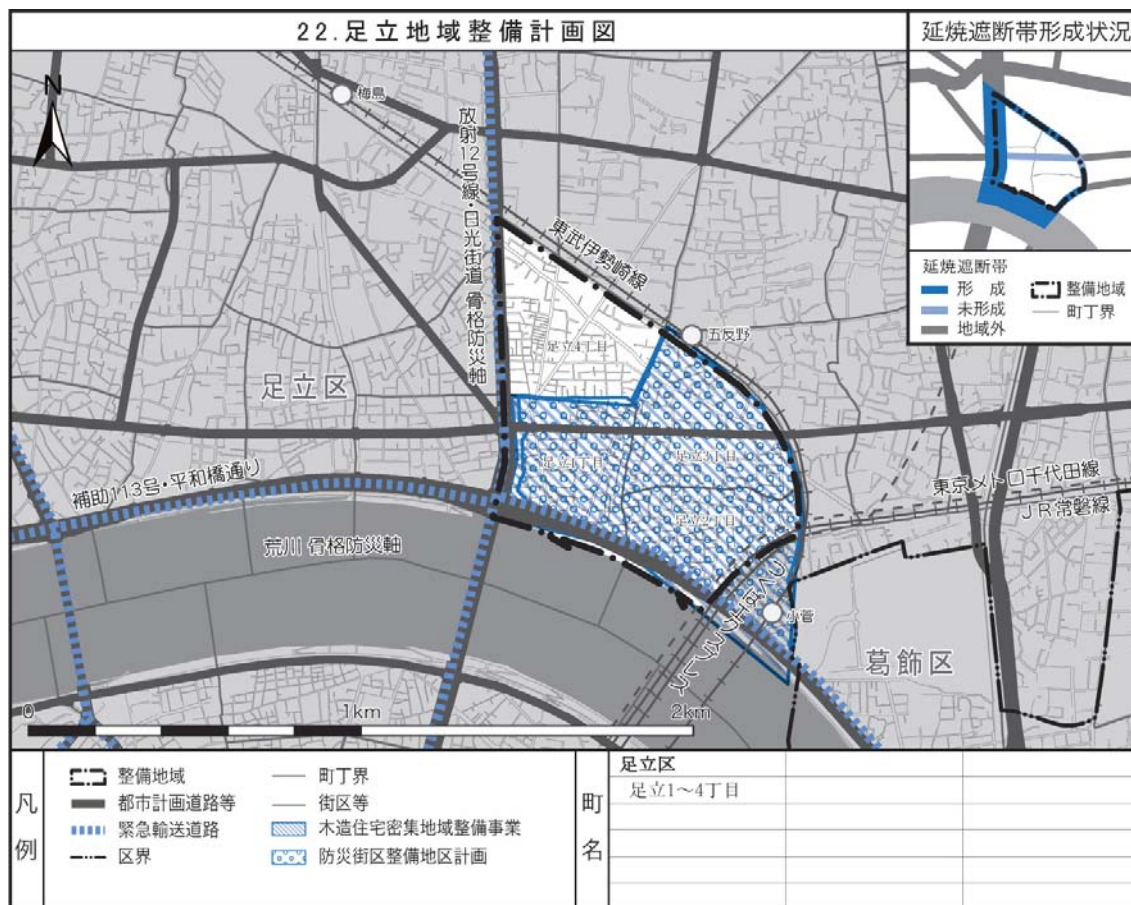 22.足立地域整備計画図
延焼遮断帯形成状況
N
梅島
放射12号線・日光街道 骨格防災軸
東武伊勢崎線
五反野
足立4丁目
足立区
足立1丁目
足立3丁目
足立2丁目
補助113号・平和橋通り
荒川 骨格防災軸
東京メトロ千代田線
JR常磐線
つくばエクスプレス
小菅
葛飾区
0
1km
2km
延焼遮断帯
形 成
未形成
地域外
整備地域
町丁界
凡例
整備地域
都市計画道路等
緊急輸送道路
区界
町丁界
街区等
木造住宅密集地域整備事業
防災街区整備地区計画
町名
足立区
足立1～4丁目